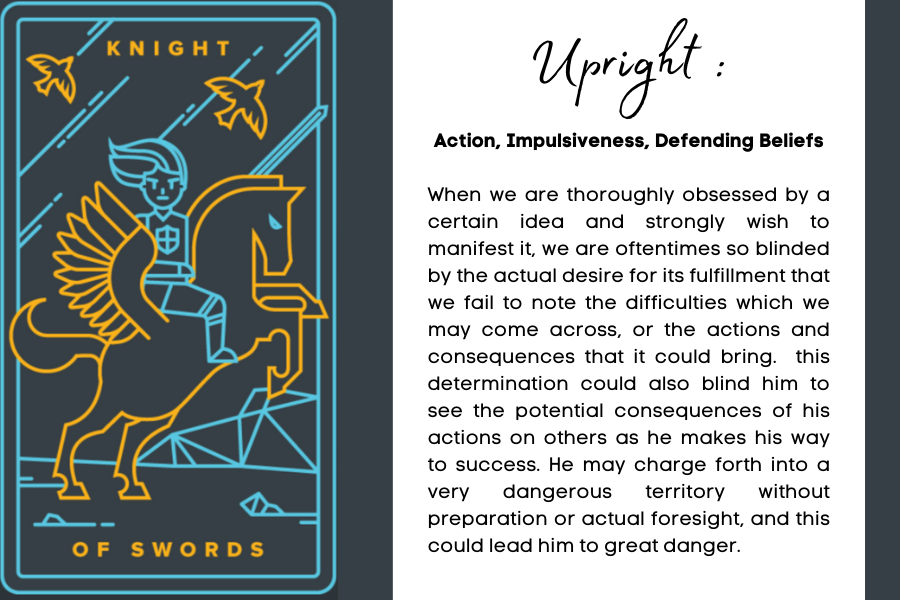 KNIGHT
OF SWORDS
Upright :
Action, Impulsiveness, Defending Beliefs
When we are thoroughly obsessed by a
certain idea and strongly wish to
manifest it, we are oftentimes so blinded
by the actual desire for its fulfillment that
we fail to note the difficulties which we
may come across, or the actions and
consequences that it could bring. this
determination could also blind him to
see the potential consequences of his
actions on others as he makes his way
to success. He may charge forth into a
very dangerous territory without
preparation or actual foresight, and this
could lead him to great danger.